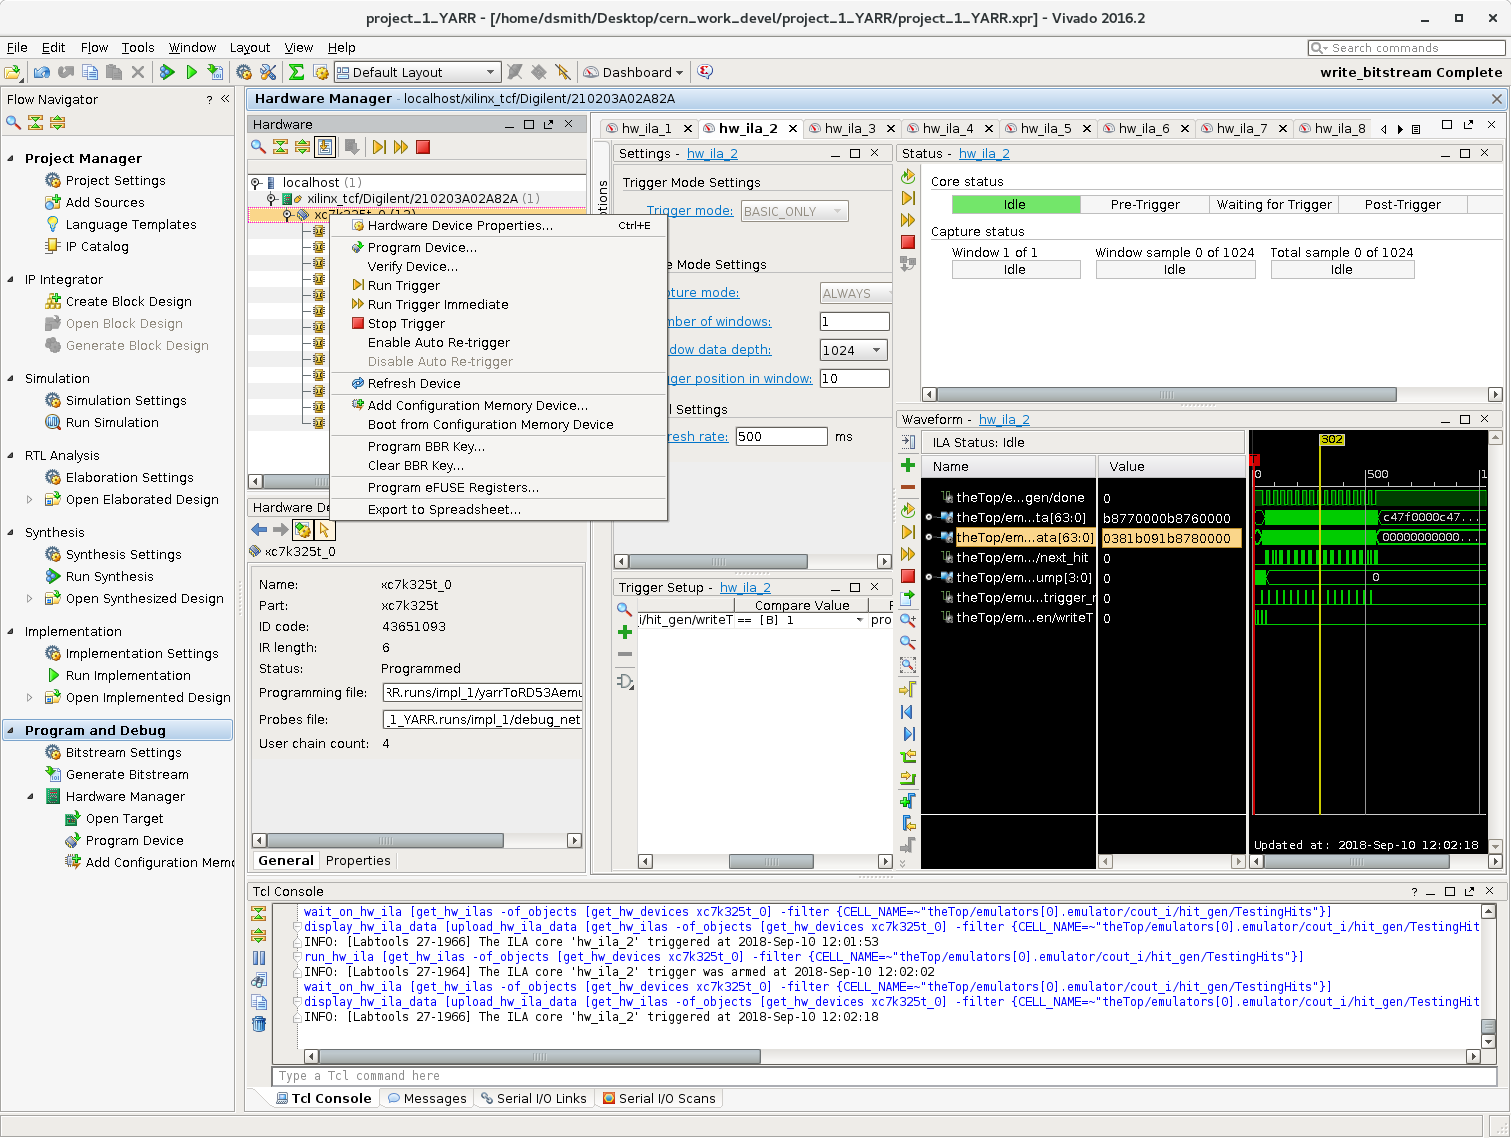 project_1_YARR - [/home/dsmith/Desktop/cern_work_devel/project_1_YARR/project_1_YARR.xpr] - Vivado 2016.2
File Edit Flow Tools Window Layout View Help
Search commands
Default Layout
Dashboard
write_bitstream Complete
Flow Navigator
Project Manager
Project Settings
Add Sources
Language Templates
IP Catalog
IP Integrator
Create Block Design
Open Block Design
Generate Block Design
Simulation
Simulation Settings
Run Simulation
RTL Analysis
Elaboration Settings
Open Elaborated Design
Synthesis
Synthesis Settings
Run Synthesis
Open Synthesized Design
Implementation
Implementation Settings
Run Implementation
Open Implemented Design
Program and Debug
Bitstream Settings
Generate Bitstream
Hardware Manager
Open Target
Program Device
Add Configuration Memo
Hardware Manager - localhost/xilinx_tcf/Digilent/210203A02A82A
Hardware
localhost (1)
xilinx_tcf/Digilent/210203A02A82A (1)
xc7k325t_0
Hardware Device Properties... Ctrl+E
Program Device...
Verify Device...
Run Trigger
Run Trigger Immediate
Stop Trigger
Enable Auto Re-trigger
Disable Auto Re-trigger
Refresh Device
Add Configuration Memory Device...
Boot from Configuration Memory Device
Program BBR Key...
Clear BBR Key...
Program eFUSE Registers...
Export to Spreadsheet...
Hardware De
xc7k325t_0
Name: xc7k325t_0
Part: xc7k325t
ID code: 43651093
IR length: 6
Status: Programmed
Programming file: RR.runs/impl_1/yarrToRD53Aemu
Probes file: _1_YARR.runs/impl_1/debug_net
User chain count: 4
General Properties
hw_ila_1 hw_ila_2 hw_ila_3 hw_ila_4 hw_ila_5 hw_ila_6 hw_ila_7 hw_ila_8
Settings - hw_ila_2
Trigger Mode Settings
Trigger mode: BASIC_ONLY
e Mode Settings
pture mode: ALWAYS
mber of windows: 1
dow data depth: 1024
gger position in window: 10
l Settings
resh rate: 500 ms
Trigger Setup - hw_ila_2
Compare Value
i/hit_gen/writeT == [B] 1 pro
Status - hw_ila_2
Core status
Idle Pre-Trigger Waiting for Trigger Post-Trigger
Capture status
Window 1 of 1 Window sample 0 of 1024 Total sample 0 of 1024
Idle Idle Idle
Waveform - hw_ila_2
ILA Status: Idle
Name Value
theTop/e...gen/done 0
theTop/em...ta[63:0] b8770000b8760000
theTop/em...ata[63:0] 0381b091b8780000
theTop/em.../next_hit 0
theTop/em...ump[3:0] 0
theTop/emu...trigger_r 0
theTop/em...en/writeT 0
302
0 500 1
c47f0000c47...
00000000000...
0
Updated at: 2018-Sep-10 12:02:18
Tcl Console
wait_on_hw_ila [get_hw_ilas -of_objects [get_hw_devices xc7k325t_0] -filter {CELL_NAME=~"theTop/emulators[0].emulator/cout_i/hit_gen/TestingHits"}]
display_hw_ila_data [upload_hw_ila_data [get_hw_ilas -of_objects [get_hw_devices xc7k325t_0] -filter {CELL_NAME=~"theTop/emulators[0].emulator/cout_i/hit_gen/TestingHit
INFO: [Labtools 27-1966] The ILA core 'hw_ila_2' triggered at 2018-Sep-10 12:01:53
run_hw_ila [get_hw_ilas -of_objects [get_hw_devices xc7k325t_0] -filter {CELL_NAME=~"theTop/emulators[0].emulator/cout_i/hit_gen/TestingHits"}]
INFO: [Labtools 27-1964] The ILA core 'hw_ila_2' trigger was armed at 2018-Sep-10 12:02:02
wait_on_hw_ila [get_hw_ilas -of_objects [get_hw_devices xc7k325t_0] -filter {CELL_NAME=~"theTop/emulators[0].emulator/cout_i/hit_gen/TestingHits"}]
display_hw_ila_data [upload_hw_ila_data [get_hw_ilas -of_objects [get_hw_devices xc7k325t_0] -filter {CELL_NAME=~"theTop/emulators[0].emulator/cout_i/hit_gen/TestingHit
INFO: [Labtools 27-1966] The ILA core 'hw_ila_2' triggered at 2018-Sep-10 12:02:18
Type a Tcl command here
Tcl Console Messages Serial I/O Links Serial I/O Scans